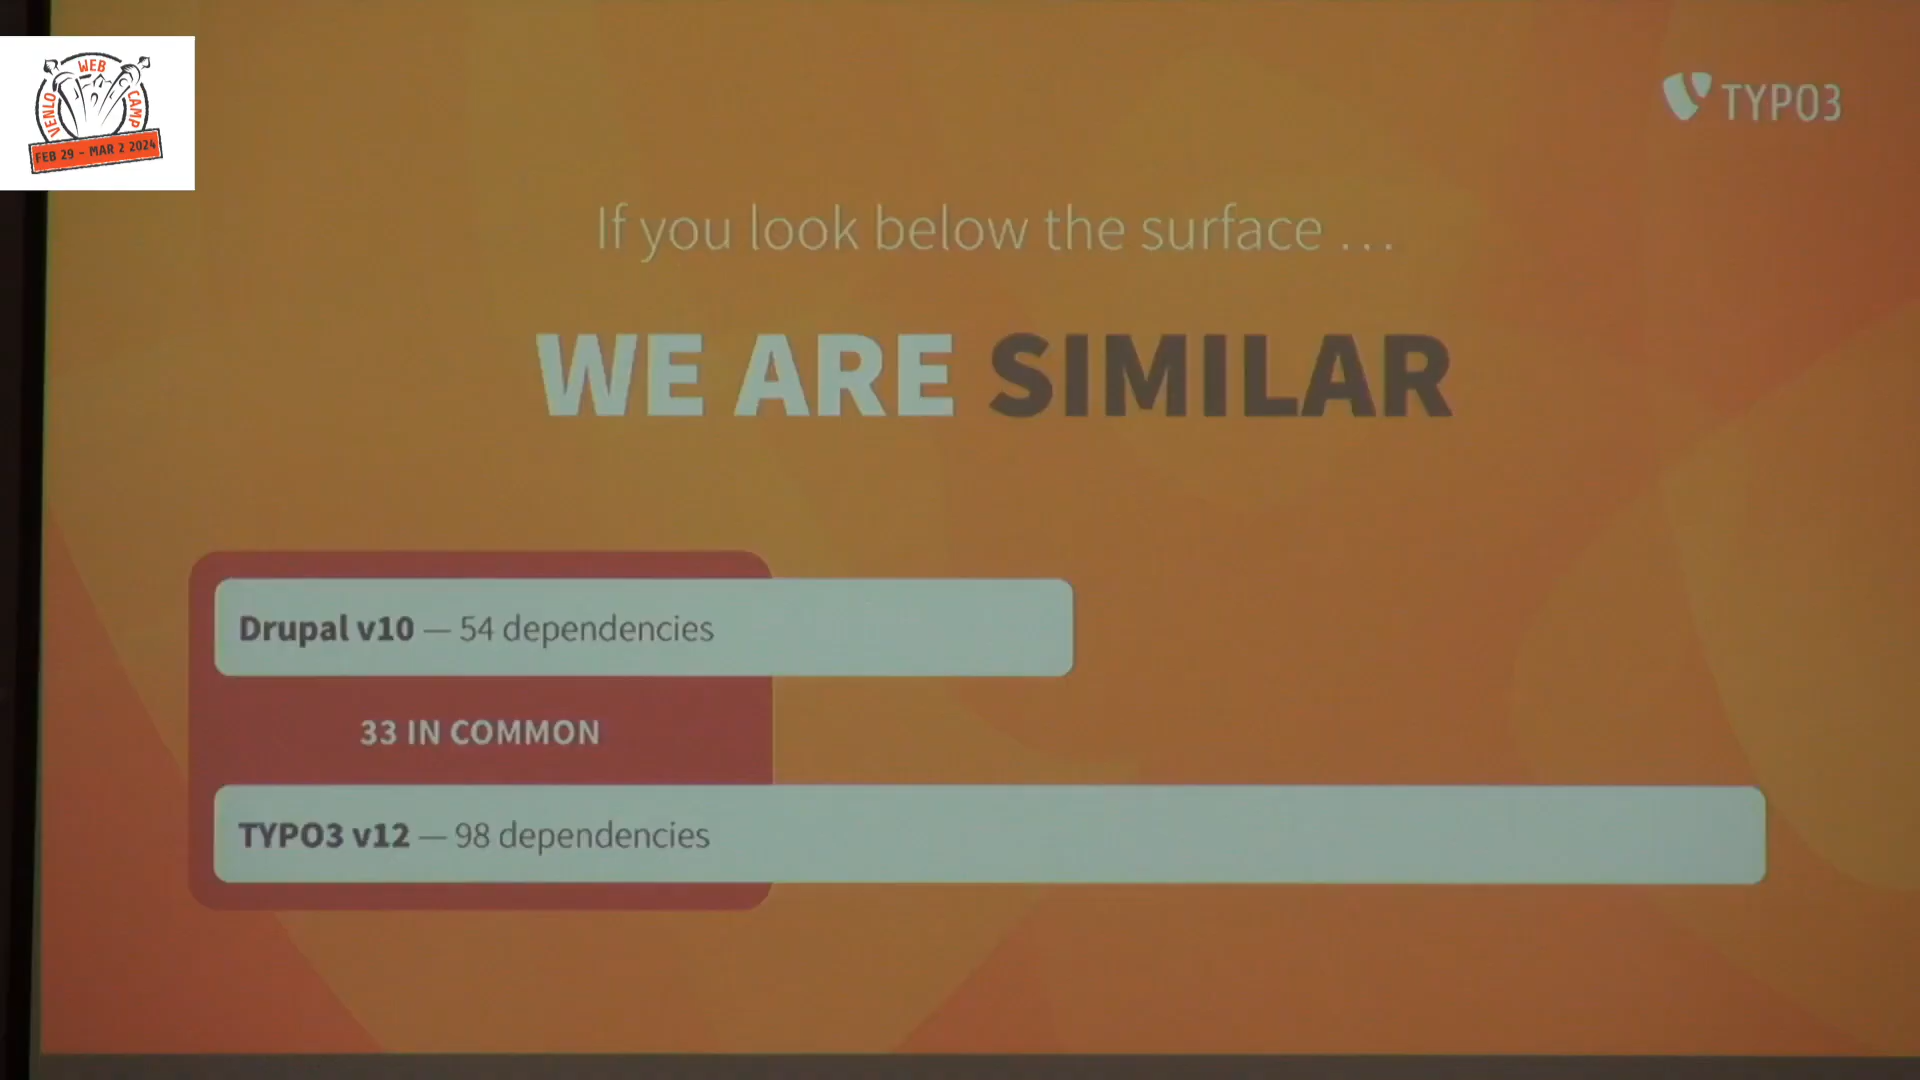 VENLO WEB CAMP
FEB 29 – MAR 2 2024
TYPO3
If you look below the surface ...
WE ARE SIMILAR
Drupal v10 — 54 dependencies
33 IN COMMON
TYPO3 v12 — 98 dependencies